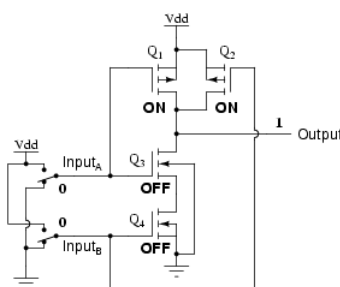 Vdd
Q1
Q2
ON
ON
1
Output
Vdd
InputA
0
Q3
OFF
0
InputB
Q4
OFF